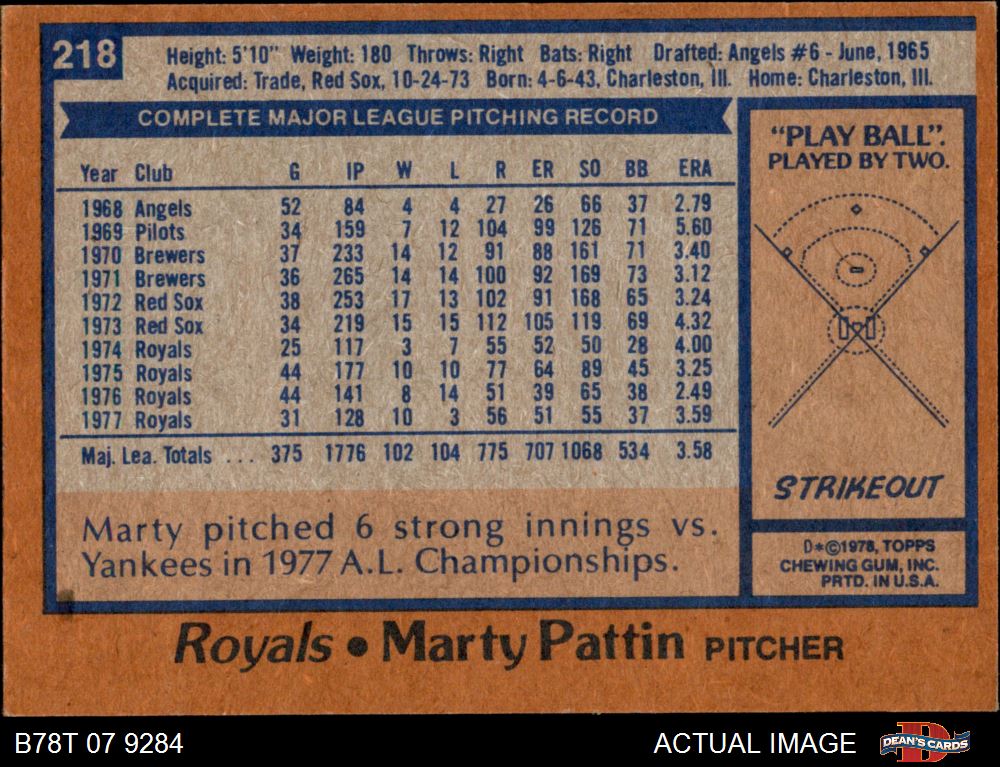 218
Height: 5'10" Weight: 180 Throws: Right Bats: Right Drafted: Angels #6 - June, 1965
Acquired: Trade, Red Sox, 10-24-73 Born: 4-6-43, Charleston, Ill. Home: Charleston, Ill.
COMPLETE MAJOR LEAGUE PITCHING RECORD
Year Club G IP W L R ER SO BB ERA
1968 Angels 52 84 4 4 27 26 66 37 2.79
1969 Pilots 34 159 7 12 104 99 126 71 5.60
1970 Brewers 37 233 14 12 91 88 161 71 3.40
1971 Brewers 36 265 14 14 100 92 169 73 3.12
1972 Red Sox 38 253 17 13 102 91 168 65 3.24
1973 Red Sox 34 219 15 15 112 105 119 69 4.32
1974 Royals 25 117 3 7 55 52 50 28 4.00
1975 Royals 44 177 10 10 77 64 89 45 3.25
1976 Royals 44 141 8 14 51 39 65 38 2.49
1977 Royals 31 128 10 3 56 51 55 37 3.59
Maj. Lea. Totals ... 375 1776 102 104 775 707 1068 534 3.58
Marty pitched 6 strong innings vs.
Yankees in 1977 A.L. Championships.
"PLAY BALL".
PLAYED BY TWO.
STRIKEOUT
D*©1978, TOPPS
CHEWING GUM, INC.
PRTD. IN U.S.A.
Royals • Marty Pattin PITCHER
B78T 07 9284
ACTUAL IMAGE
D
DEAN'S CARDS